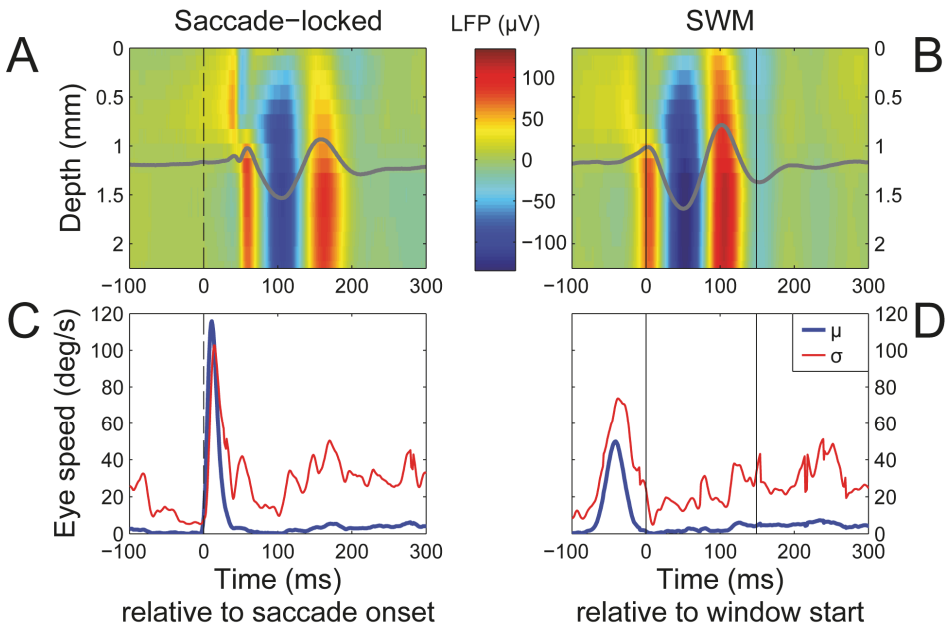 Saccade−locked
LFP (μV)
SWM
A
B
0
0.5
1
1.5
2
Depth (mm)
100
50
0
−50
−100
0
0.5
1
1.5
2
−100 0 100 200 300
−100 0 100 200 300
C
D
120
100
80
60
40
20
0
Eye speed (deg/s)
μ
σ
120
100
80
60
40
20
0
−100 0 100 200 300
−100 0 100 200 300
Time (ms)
relative to saccade onset
Time (ms)
relative to window start